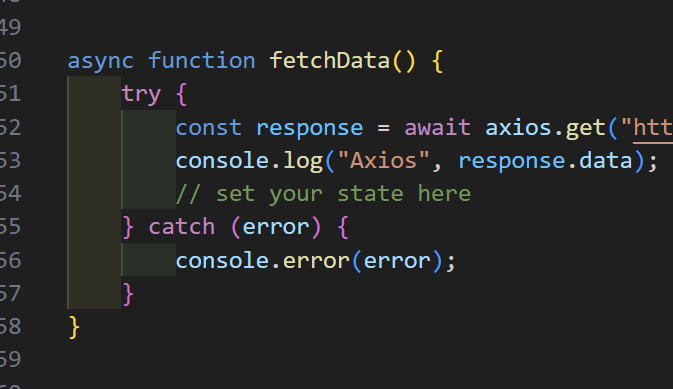 49
50 async function fetchData() {
51 try {
52 const response = await axios.get("htt
53 console.log("Axios", response.data);
54 // set your state here
55 } catch (error) {
56 console.error(error);
57 }
58 }
59